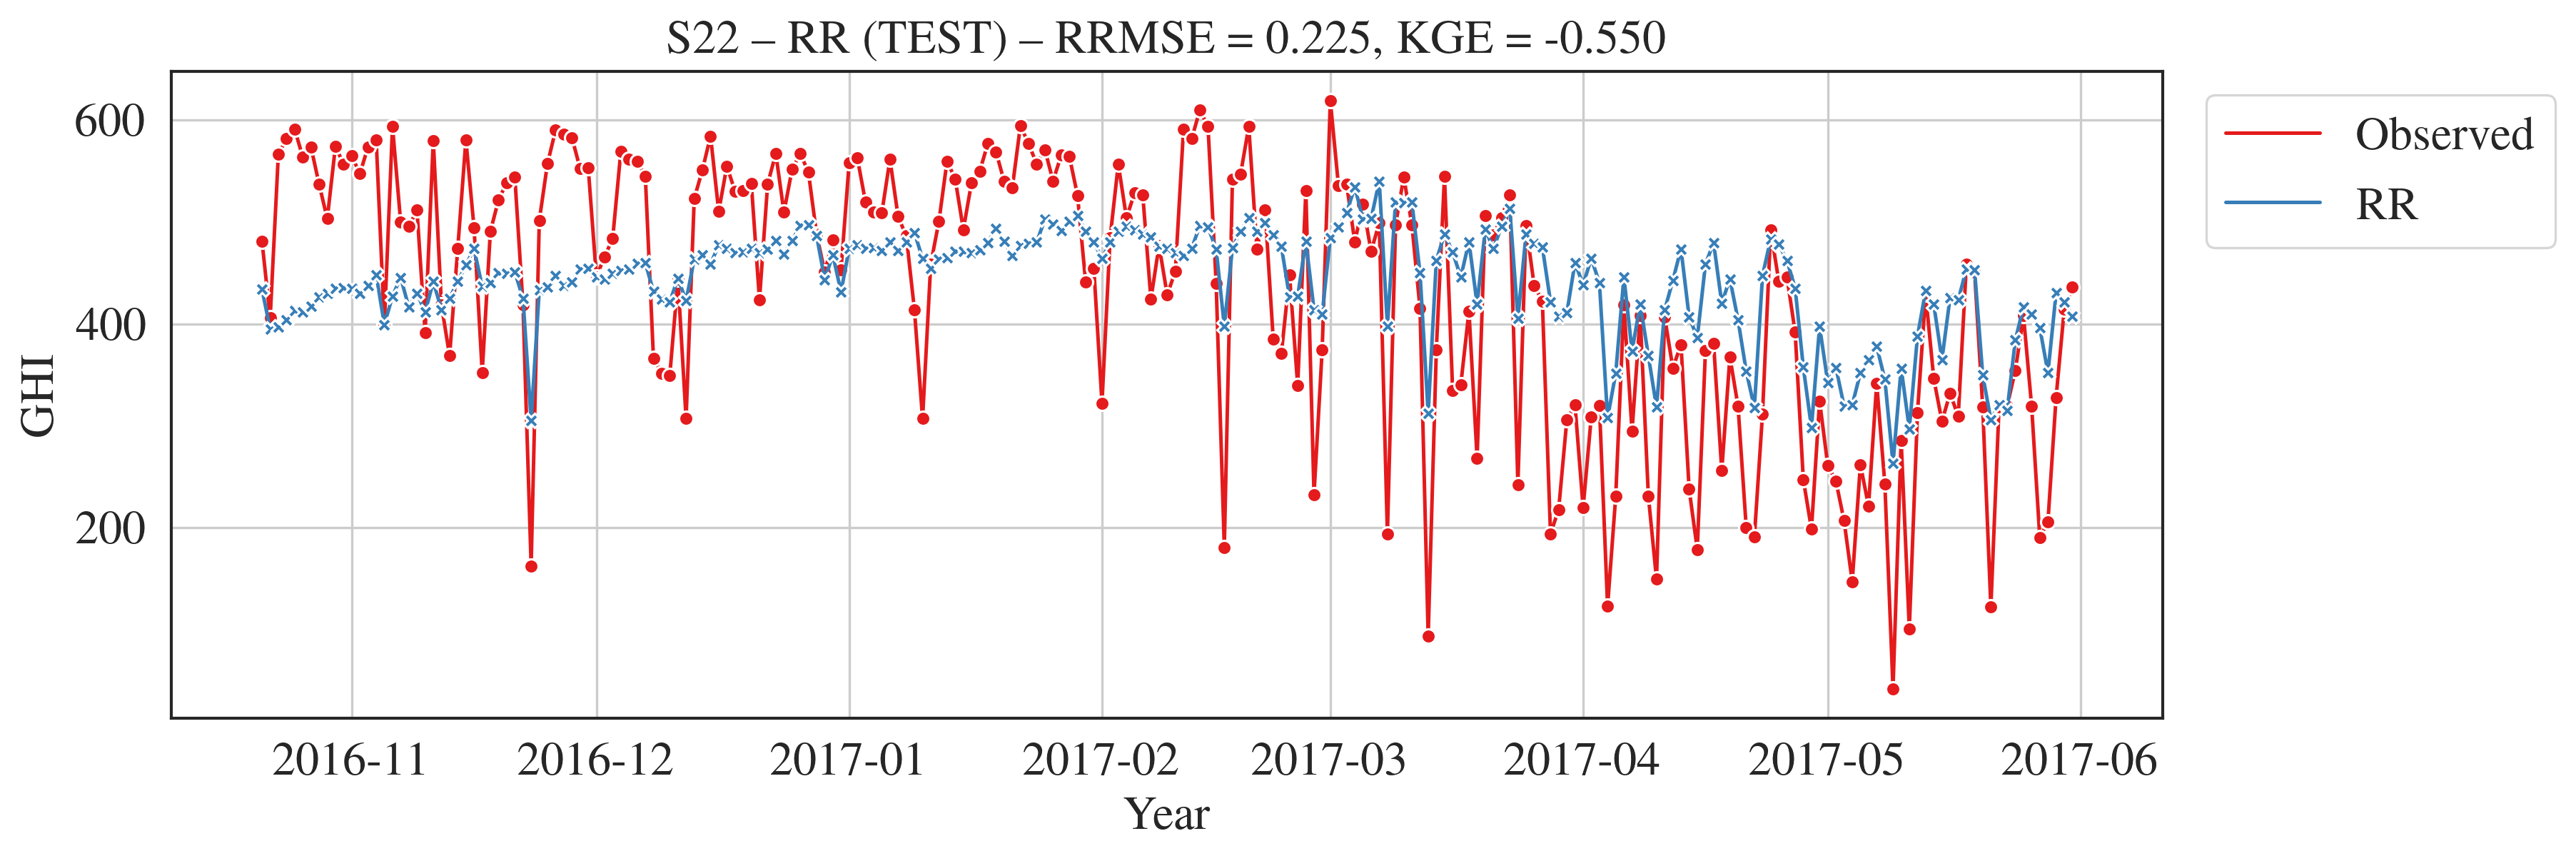 S22 – RR (TEST) – RRMSE = 0.225, KGE = -0.550
600
400
200
GHI
2016-11
2016-12
2017-01
2017-02
2017-03
2017-04
2017-05
2017-06
Year
Observed
RR